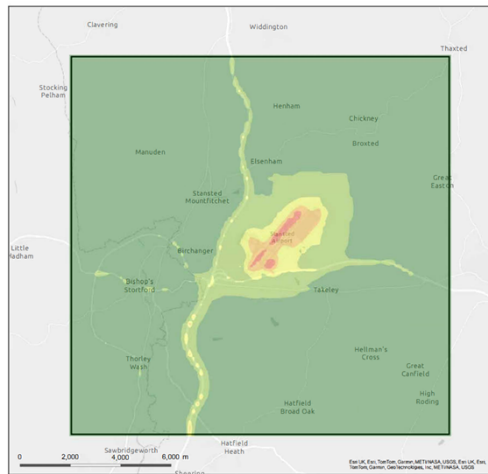 Clavering
Widdington
Thaxted
Stocking
Pelham
Henham
Chickney
Broxted
Manuden
Elsenham
Great
Easton
Stansted
Mountfitchet
Little
Hadham
Birchanger
Bishop's
Stortford
Takeley
Hellman's
Cross
Great
Canfield
Thorley
Wash
High
Roding
Hatfield
Broad Oak
0 2,000 4,000 6,000 m
Sawbridgeworth
Hatfield
Heath
Esri UK, Esri, TomTom, Garmin, METI/NASA, USGS, Esri UK, Esri,
TomTom, Garmin, GeoTechnologies, Inc, METI/NASA, USGS